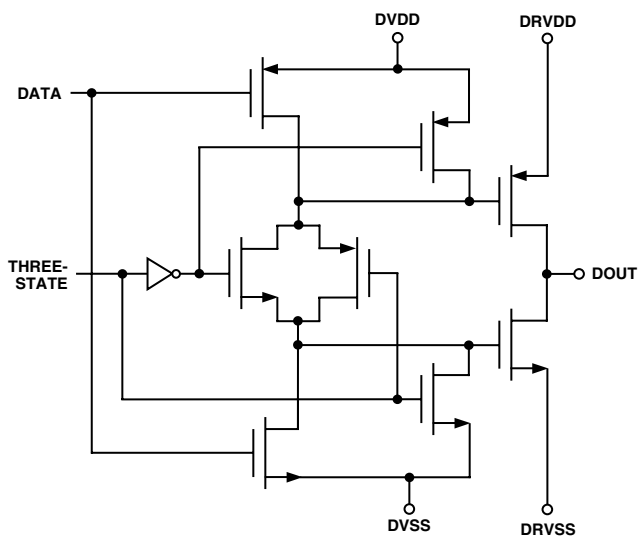 DVDD
DRVDD
DATA
THREE-
STATE
DOUT
DVSS
DRVSS